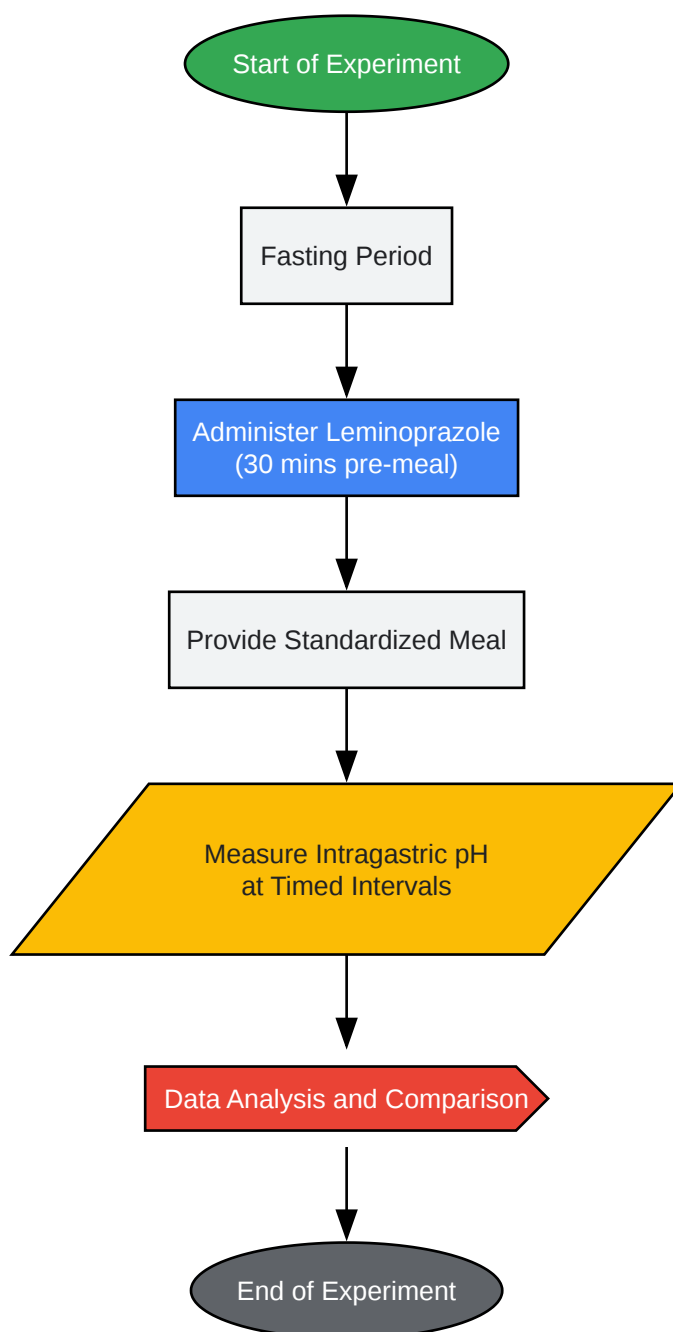 Start of Experiment
Fasting Period
Administer Leminoprazole
(30 mins pre-meal)
Provide Standardized Meal
Measure Intragastric pH
at Timed Intervals
Data Analysis and Comparison
End of Experiment